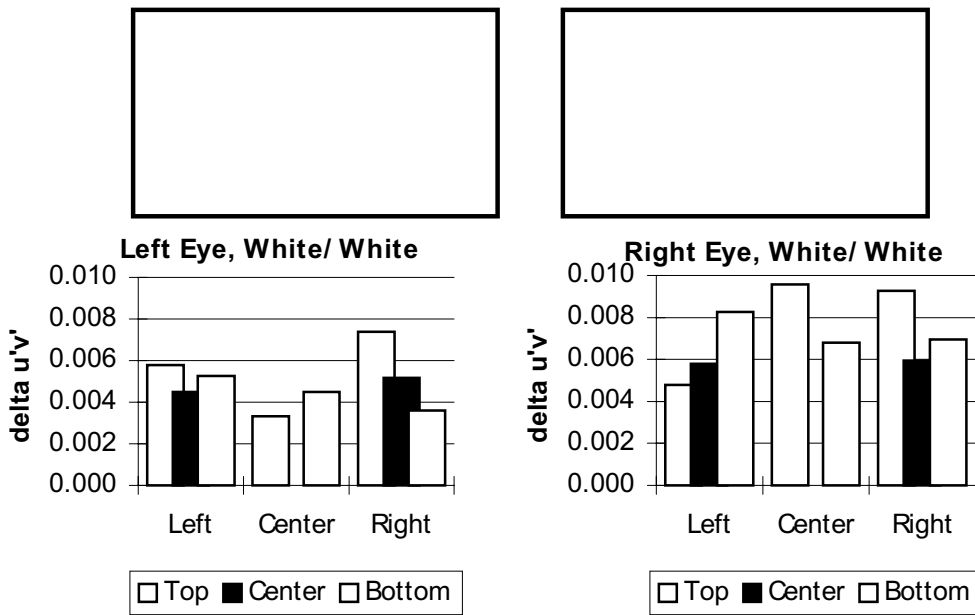 Left Eye, White/ White
0.010
0.008
0.006
0.004
0.002
0.000
delta u'v'
Left Center Right
Top Center Bottom
Right Eye, White/ White
0.010
0.008
0.006
0.004
0.002
0.000
delta u'v'
Left Center Right
Top Center Bottom